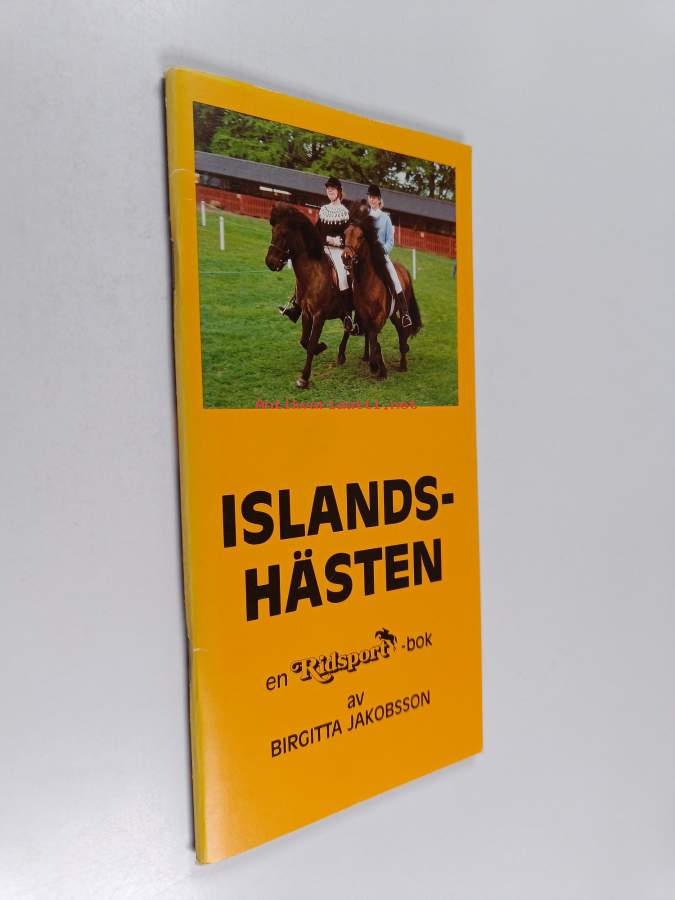 Antikvariaatti.net
ISLANDS-
HÄSTEN
en Ridsport -bok
av
BIRGITTA JAKOBSSON